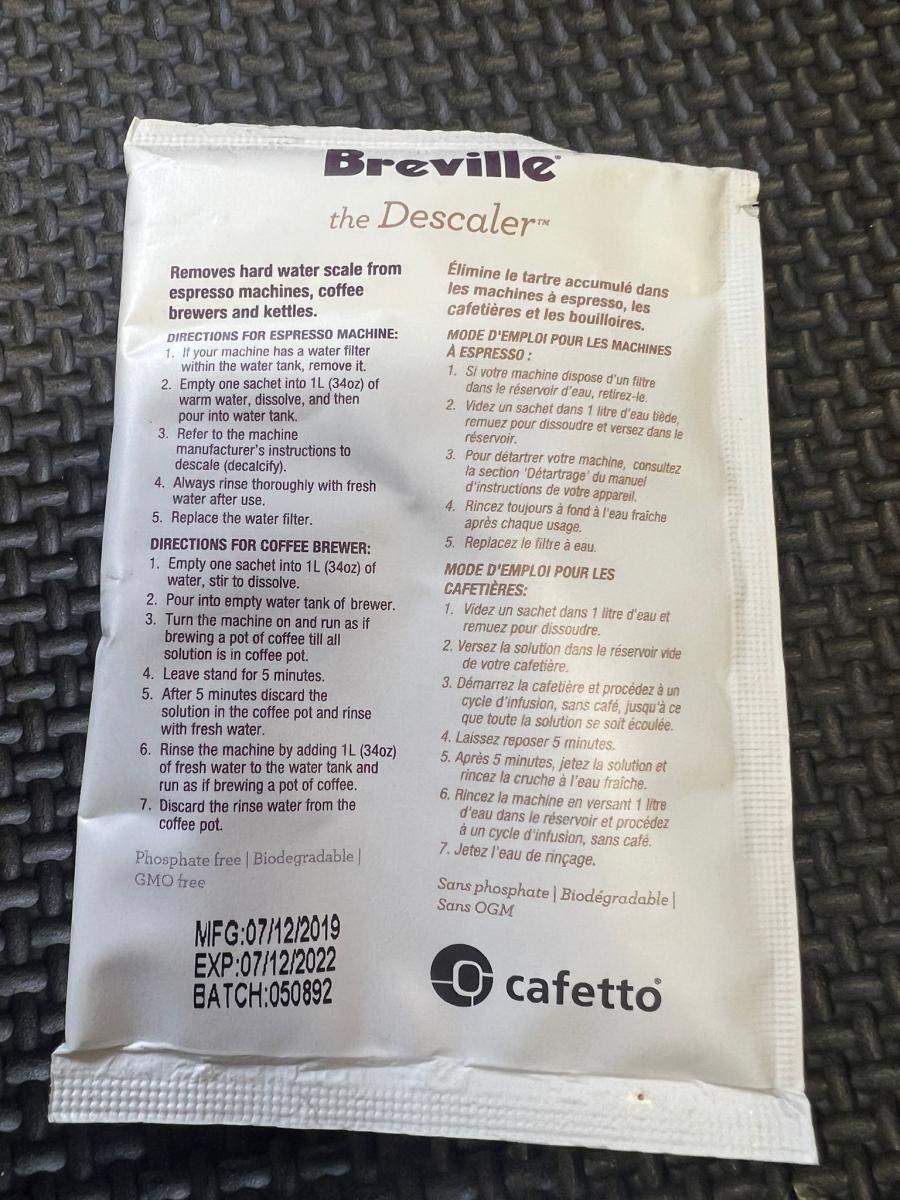 Breville®
the Descaler™
Removes hard water scale from
espresso machines, coffee
brewers and kettles.
DIRECTIONS FOR ESPRESSO MACHINE:
1. If your machine has a water filter
within the water tank, remove it.
2. Empty one sachet into 1L (34oz) of
warm water, dissolve, and then
pour into water tank.
3. Refer to the machine
manufacturer's instructions to
descale (decalcify).
4. Always rinse thoroughly with fresh
water after use.
5. Replace the water filter.
DIRECTIONS FOR COFFEE BREWER:
1. Empty one sachet into 1L (34oz) of
water, stir to dissolve.
2. Pour into empty water tank of brewer.
3. Turn the machine on and run as if
brewing a pot of coffee till all
solution is in coffee pot.
4. Leave stand for 5 minutes.
5. After 5 minutes discard the
solution in the coffee pot and rinse
with fresh water.
6. Rinse the machine by adding 1L (34oz)
of fresh water to the water tank and
run as if brewing a pot of coffee.
7. Discard the rinse water from the
coffee pot.
Phosphate free | Biodegradable |
GMO free
MFG:07/12/2019
EXP:07/12/2022
BATCH:050892
Élimine le tartre accumulé dans
les machines à espresso, les
cafetières et les bouilloires.
MODE D'EMPLOI POUR LES MACHINES
À ESPRESSO :
1. Si votre machine dispose d'un filtre
dans le réservoir d'eau, retirez-le.
2. Videz un sachet dans 1 litre d'eau tiède,
remuez pour dissoudre et versez dans le
réservoir.
3. Pour détartrer votre machine, consultez
la section 'Détartrage' du manuel
d'instructions de votre appareil.
4. Rincez toujours à fond à l'eau fraîche
après chaque usage.
5. Replacez le filtre à eau.
MODE D'EMPLOI POUR LES
CAFETIÈRES:
1. Videz un sachet dans 1 litre d'eau et
remuez pour dissoudre.
2. Versez la solution dans le réservoir vide
de votre cafetière.
3. Démarrez la cafetière et procédez à un
cycle d'infusion, sans café, jusqu'à ce
que toute la solution se soit écoulée.
4. Laissez reposer 5 minutes.
5. Après 5 minutes, jetez la solution et
rincez la cruche à l'eau fraîche.
6. Rincez la machine en versant 1 litre
d'eau dans le réservoir et procédez
à un cycle d'infusion, sans café.
7. Jetez l'eau de rinçage.
Sans phosphate | Biodégradable |
Sans OGM
cafetto®